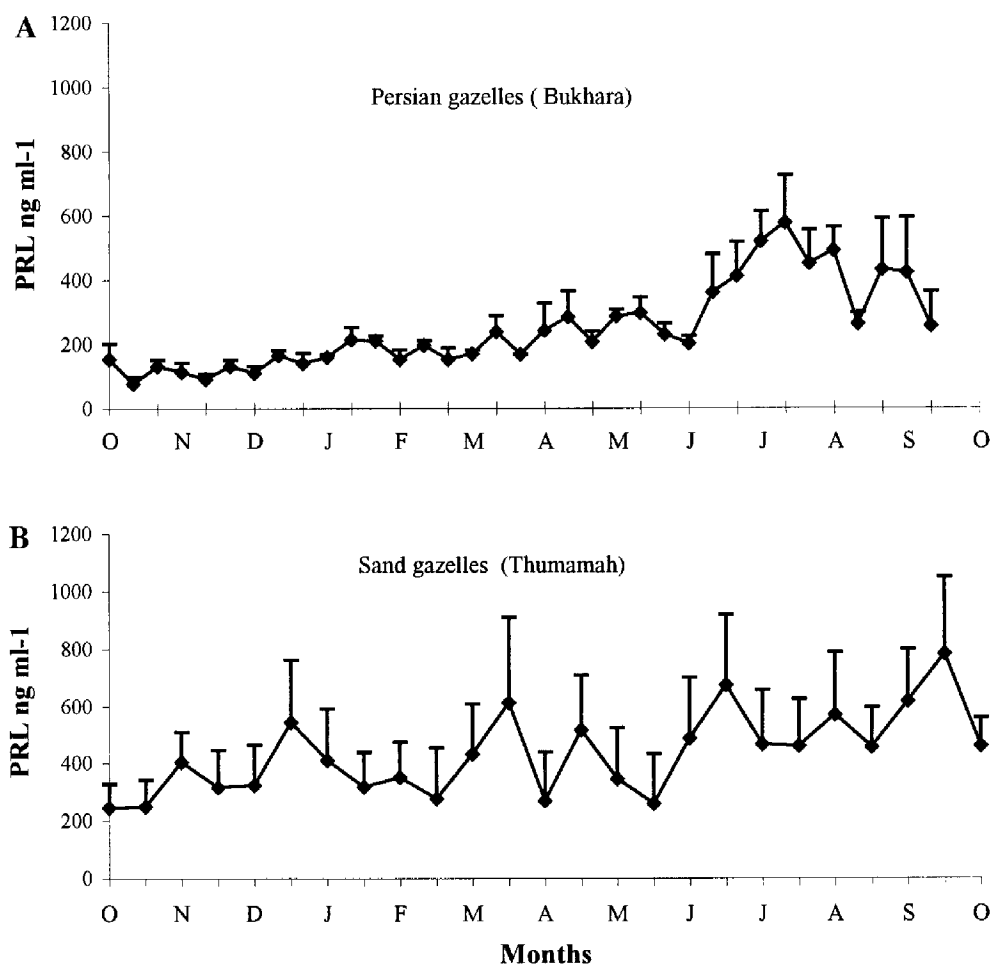 A
1200
1000
800
600
400
200
0
PRL ng ml-1
Persian gazelles ( Bukhara)
O N D J F M A M J J A S O
B
1200
1000
800
600
400
200
0
PRL ng ml-1
Sand gazelles (Thumamah)
O N D J F M A M J J A S O
Months